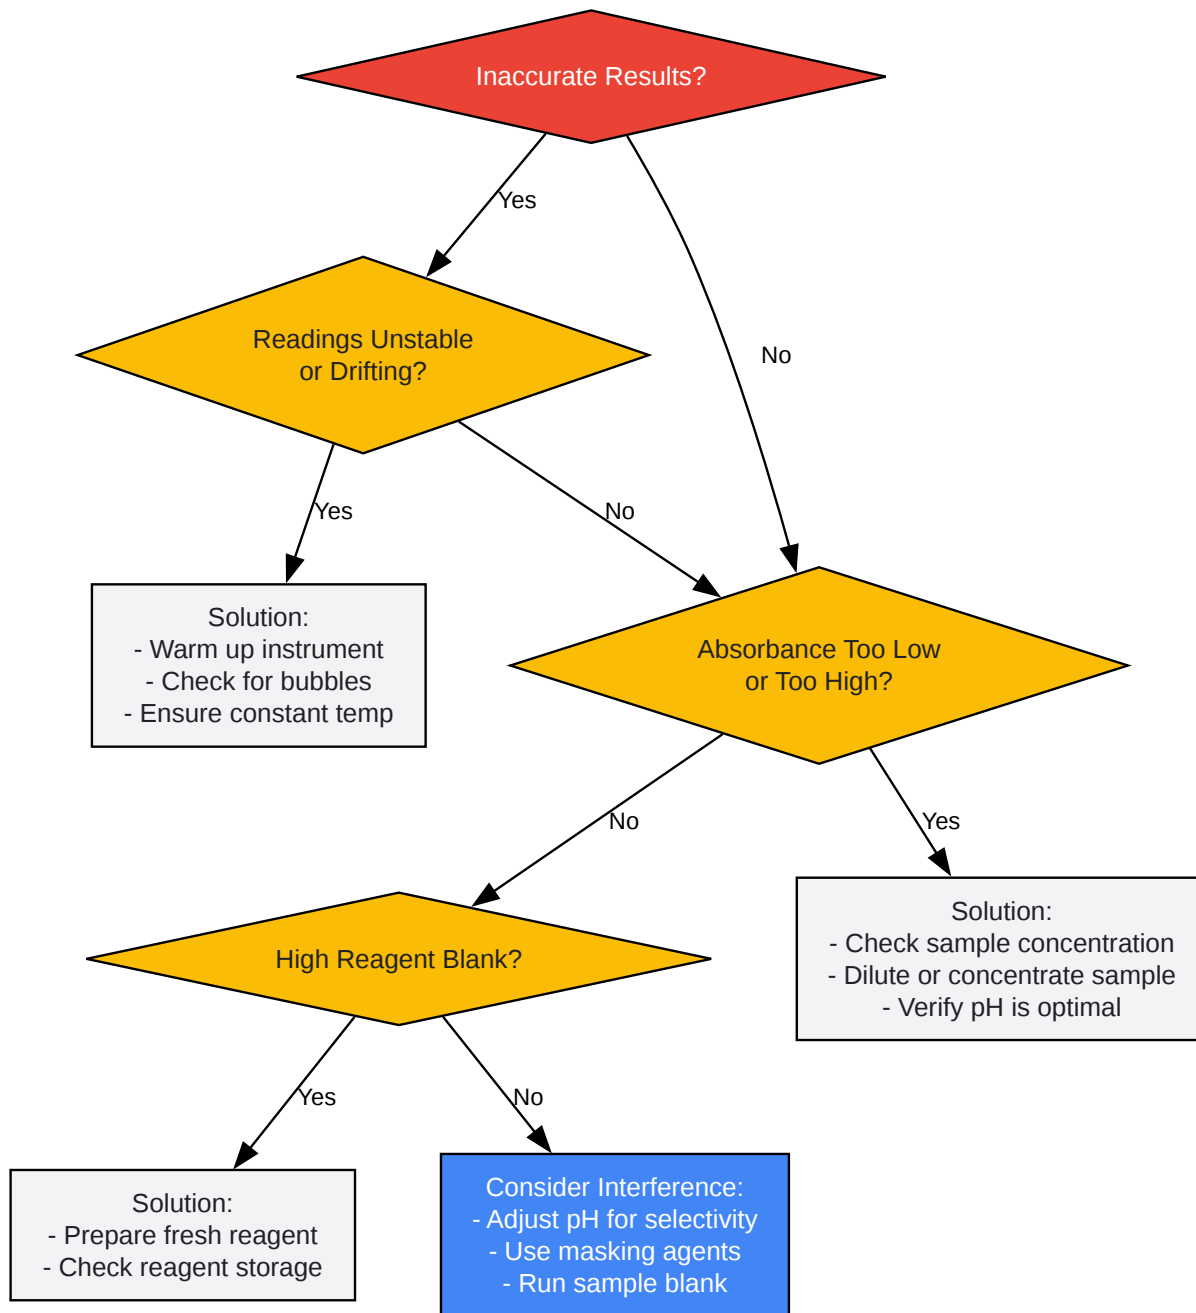 Inaccurate Results?
Yes
No
Readings Unstable
or Drifting?
Yes
No
Solution:
- Warm up instrument
- Check for bubbles
- Ensure constant temp
Absorbance Too Low
or Too High?
No
Yes
Solution:
- Check sample concentration
- Dilute or concentrate sample
- Verify pH is optimal
High Reagent Blank?
Yes
No
Solution:
- Prepare fresh reagent
- Check reagent storage
Consider Interference:
- Adjust pH for selectivity
- Use masking agents
- Run sample blank